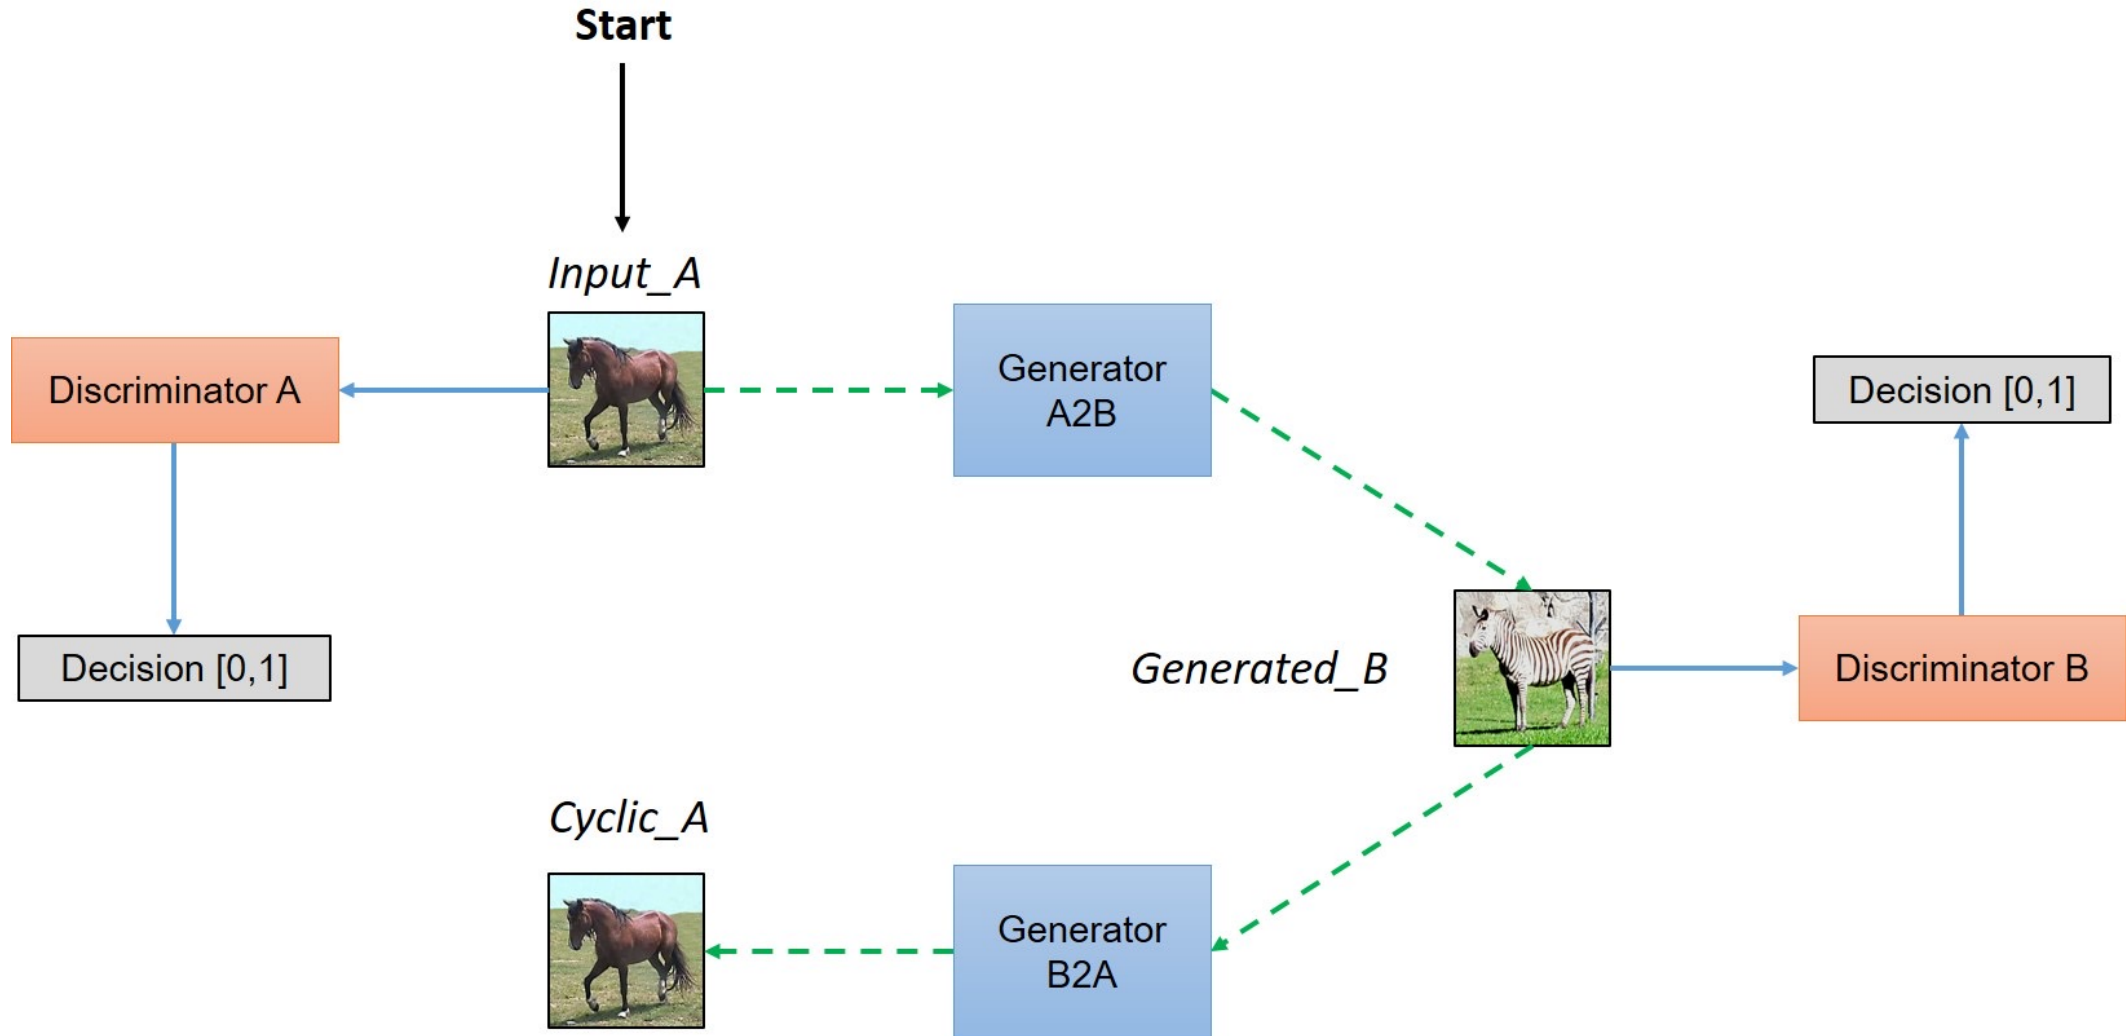 Start
Input_A
Discriminator A
Generator
A2B
Decision [0,1]
Decision [0,1]
Generated_B
Discriminator B
Cyclic_A
Generator
B2A